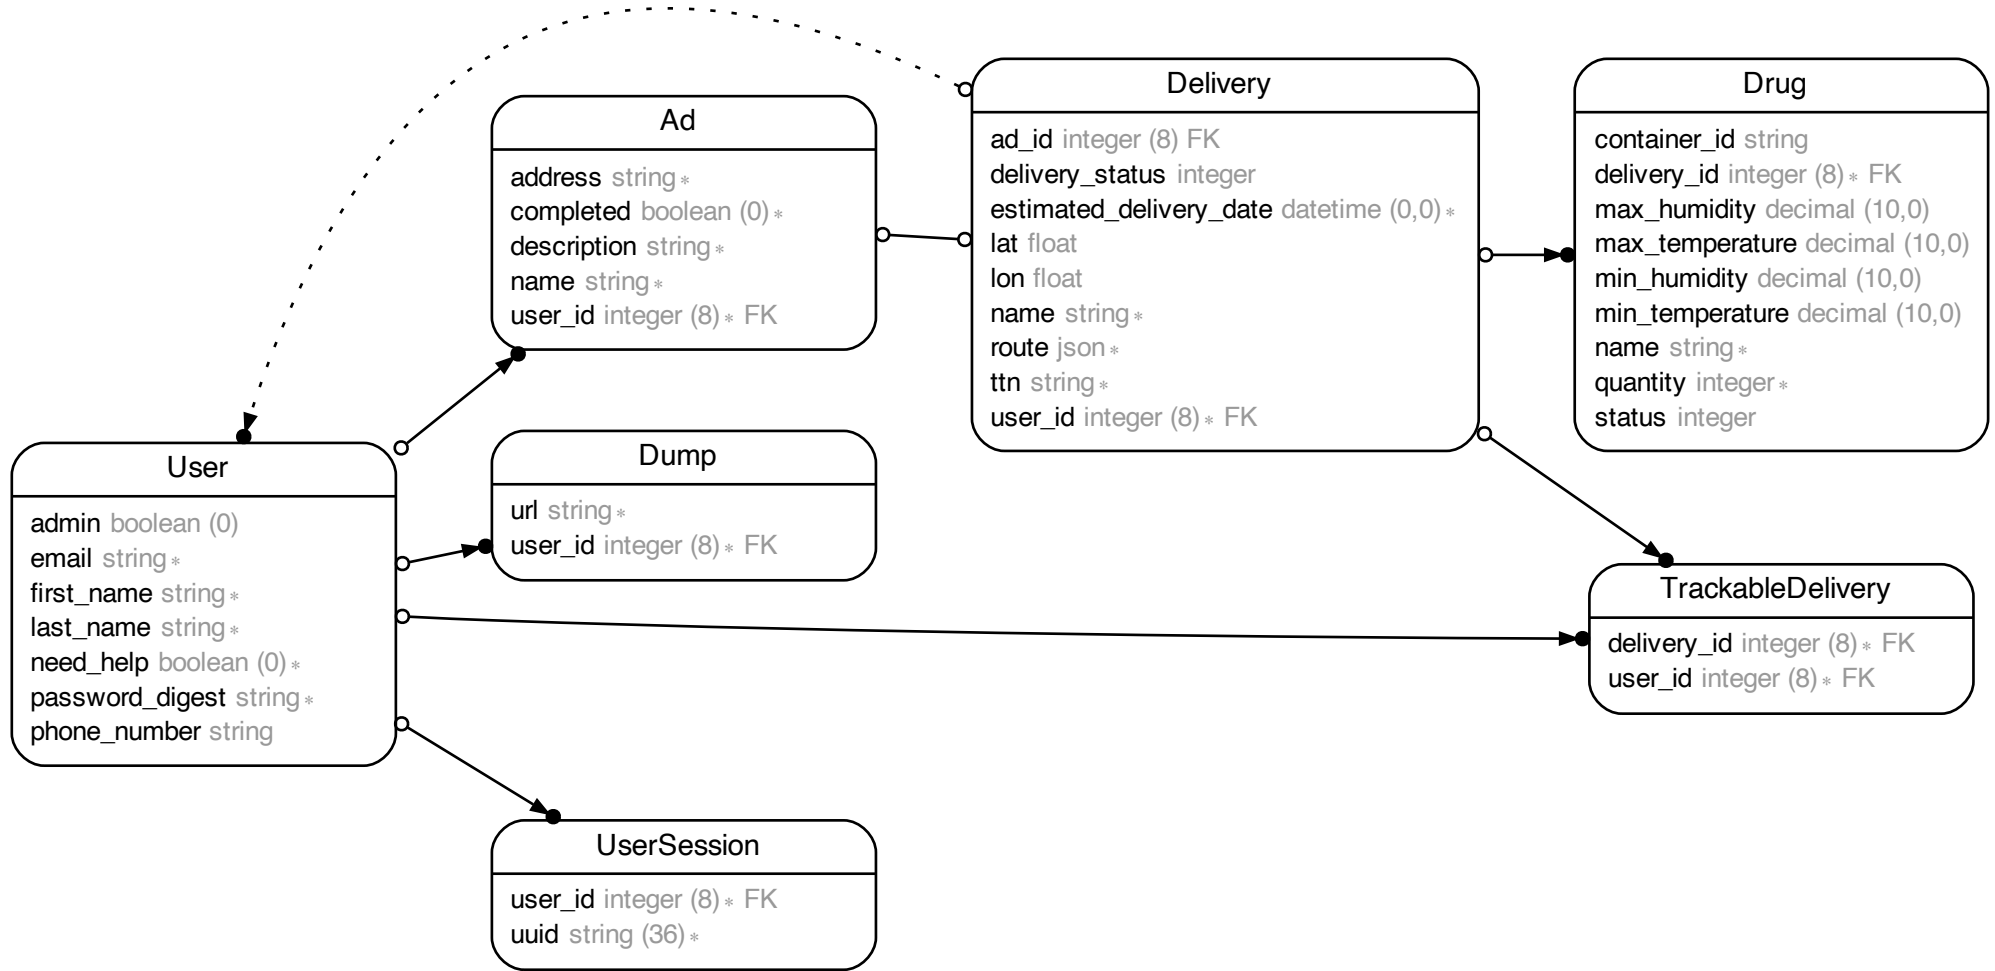 Ad
address string *
completed boolean (0) *
description string *
name string *
user_id integer (8) * FK
Delivery
ad_id integer (8) FK
delivery_status integer
estimated_delivery_date datetime (0,0) *
lat float
lon float
name string *
route json *
ttn string *
user_id integer (8) * FK
Drug
container_id string
delivery_id integer (8) * FK
max_humidity decimal (10,0)
max_temperature decimal (10,0)
min_humidity decimal (10,0)
min_temperature decimal (10,0)
name string *
quantity integer *
status integer
User
admin boolean (0)
email string *
first_name string *
last_name string *
need_help boolean (0) *
password_digest string *
phone_number string
Dump
url string *
user_id integer (8) * FK
TrackableDelivery
delivery_id integer (8) * FK
user_id integer (8) * FK
UserSession
user_id integer (8) * FK
uuid string (36) *